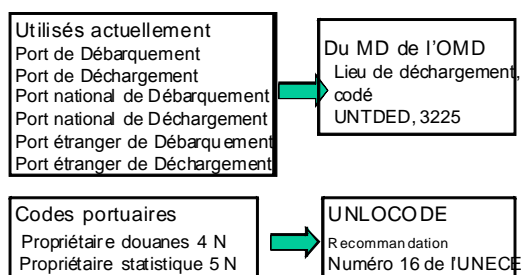 Utilisés actuellement
Port de Débarquement
Port de Déchargement
Port national de Débarquement
Port national de Déchargement
Port étranger de Débarquement
Port étranger de Déchargement
Du MD de l’OMD
Lieu de déchargement,
codé
UNTDED, 3225
Codes portuaires
Propriétaire douanes 4 N
Propriétaire statistique 5 N
UNLOCODE
Recommandation
Numéro 16 de l’UNECE